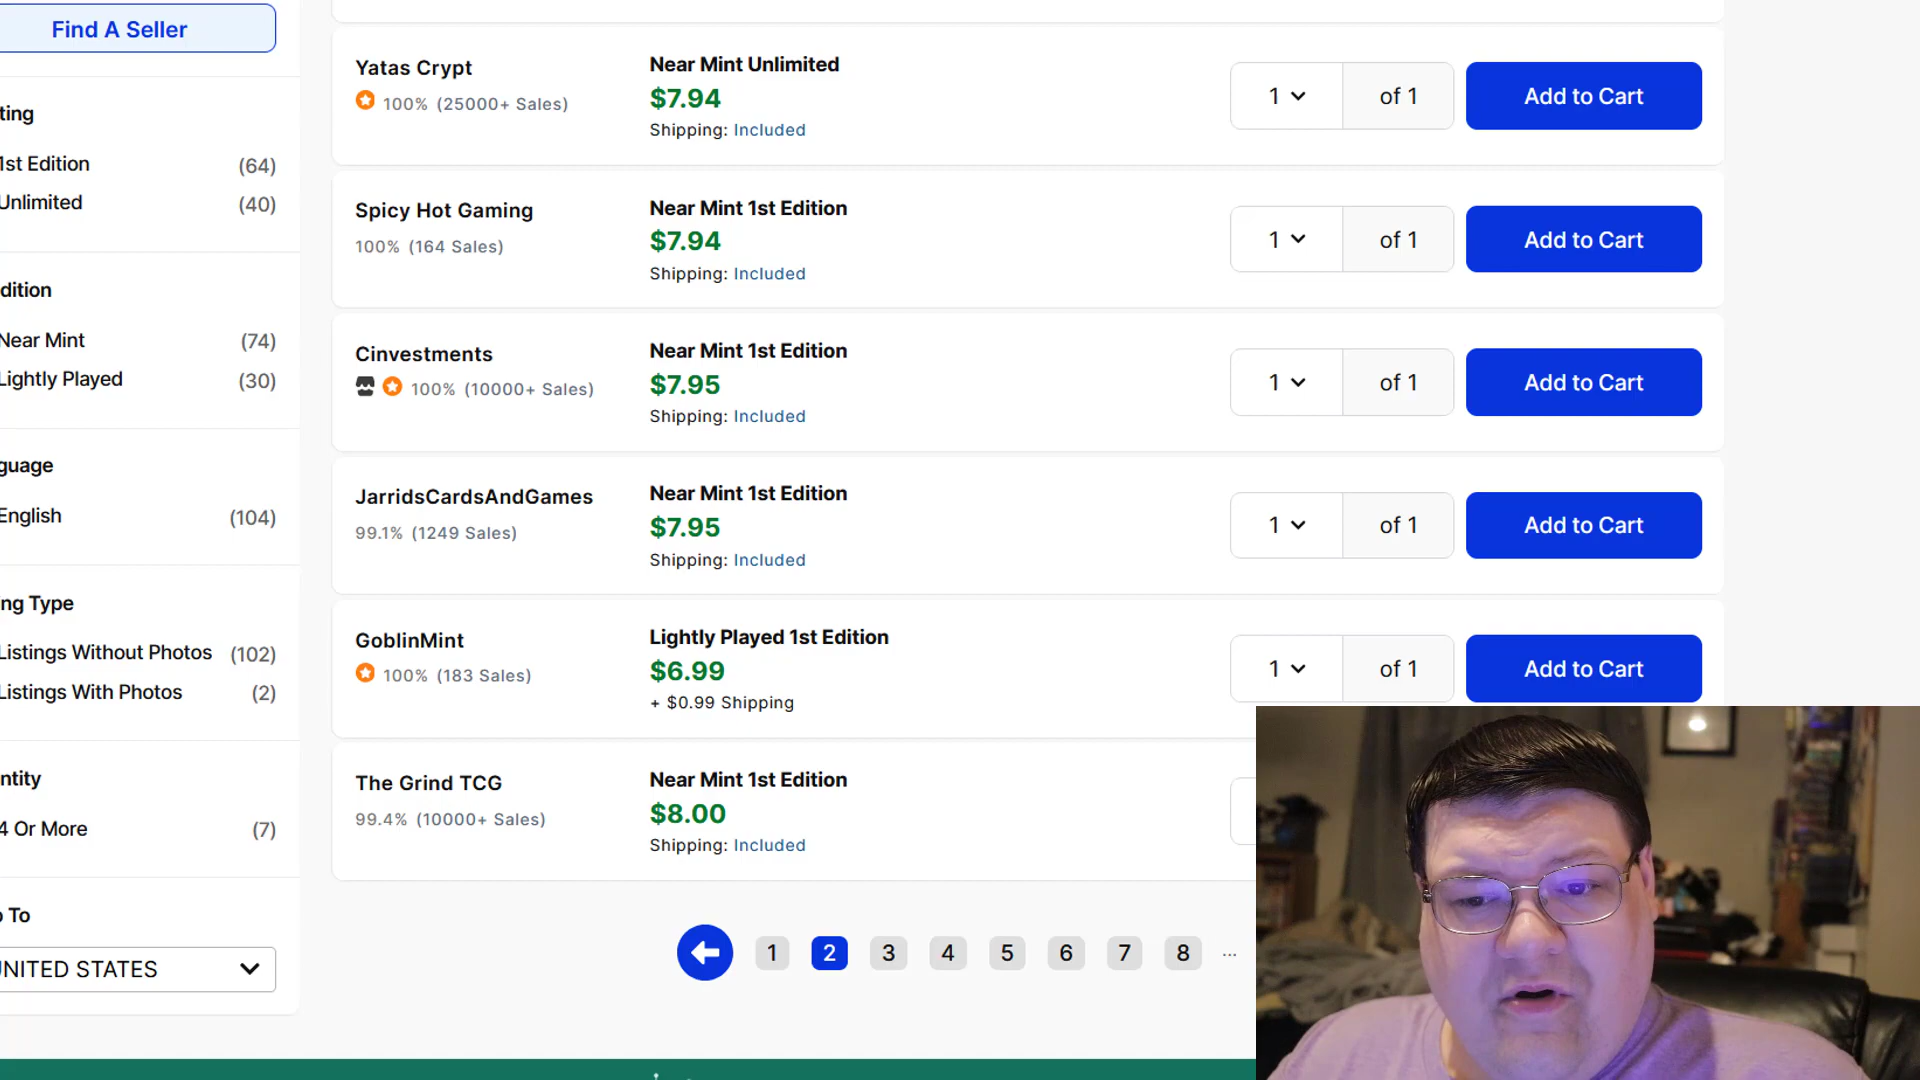 Find A Seller
ting
1st Edition (64)
Unlimited (40)
dition
Near Mint (74)
Lightly Played (30)
guage
English (104)
ng Type
Listings Without Photos (102)
Listings With Photos (2)
ntity
4 Or More (7)
To
UNITED STATES
Yatas Crypt
100% (25000+ Sales)
Near Mint Unlimited
$7.94
Shipping: Included
1 of 1
Add to Cart
Spicy Hot Gaming
100% (164 Sales)
Near Mint 1st Edition
$7.94
Shipping: Included
1 of 1
Add to Cart
Cinvestments
100% (10000+ Sales)
Near Mint 1st Edition
$7.95
Shipping: Included
1 of 1
Add to Cart
JarridsCardsAndGames
99.1% (1249 Sales)
Near Mint 1st Edition
$7.95
Shipping: Included
1 of 1
Add to Cart
GoblinMint
100% (183 Sales)
Lightly Played 1st Edition
$6.99
+ $0.99 Shipping
1 of 1
Add to Cart
The Grind TCG
99.4% (10000+ Sales)
Near Mint 1st Edition
$8.00
Shipping: Included
1 2 3 4 5 6 7 8 ...